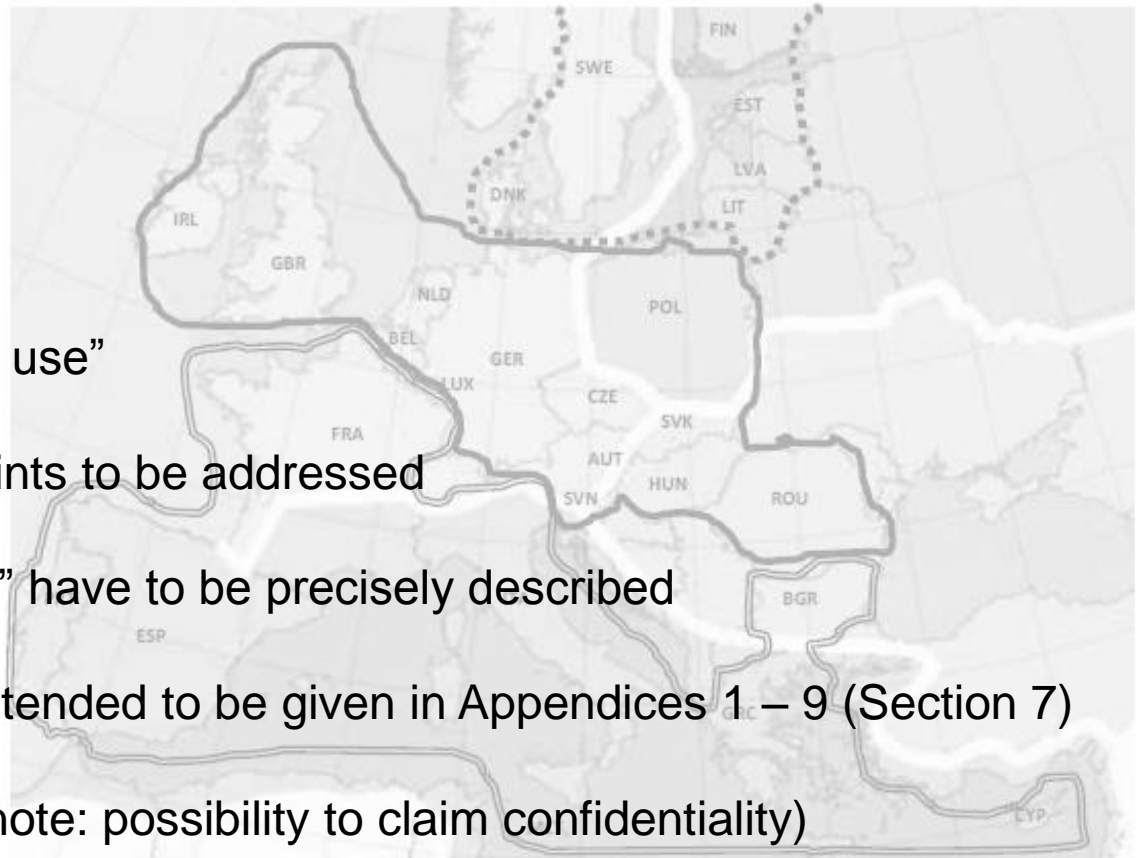 FIN
SWE
EST
LVA
DNK
LIT
IRL
GBR
NLD
POL
BEL
use”
GER
LUX
CZE
SVK
FRA
AUT
ints to be addressed
HUN
SVN
ROU
” have to be precisely described
BGR
ESP
tended to be given in Appendices 1 – 9 (Section 7)
GRC
note: possibility to claim confidentiality)
CYP